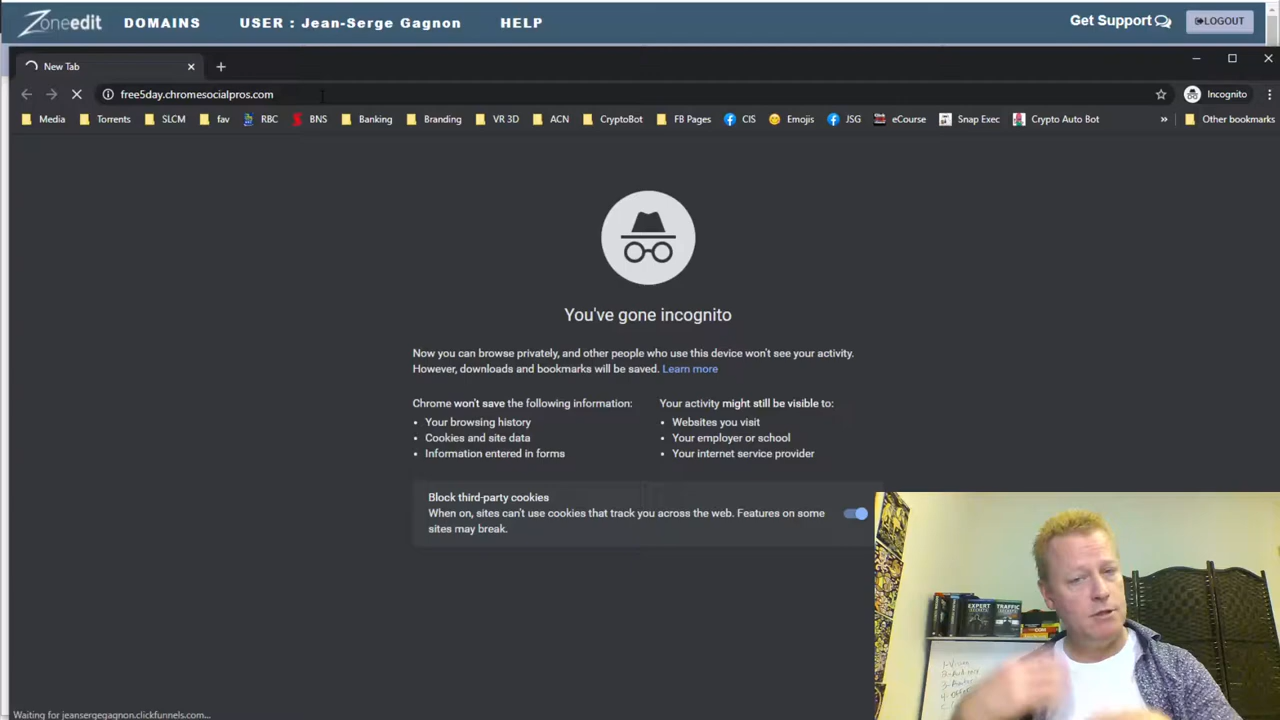 Zoneedit DOMAINS USER : Jean-Serge Gagnon HELP Get Support LOGOUT
New Tab
free5day.chromesocialpros.com Incognito
Media Torrents SLCM fav RBC BNS Banking Branding VR 3D ACN CryptoBot FB Pages CIS Emojis JSG eCourse Snap Exec Crypto Auto Bot » Other bookmarks
You've gone incognito
Now you can browse privately, and other people who use this device won't see your activity.
However, downloads and bookmarks will be saved. Learn more
Chrome won't save the following information:
• Your browsing history
• Cookies and site data
• Information entered in forms
Your activity might still be visible to:
• Websites you visit
• Your employer or school
• Your internet service provider
Block third-party cookies
When on, sites can't use cookies that track you across the web. Features on some
sites may break.
EXPERT
TRAFFIC
Waiting for jeansergegagnon.clickfunnels.com...